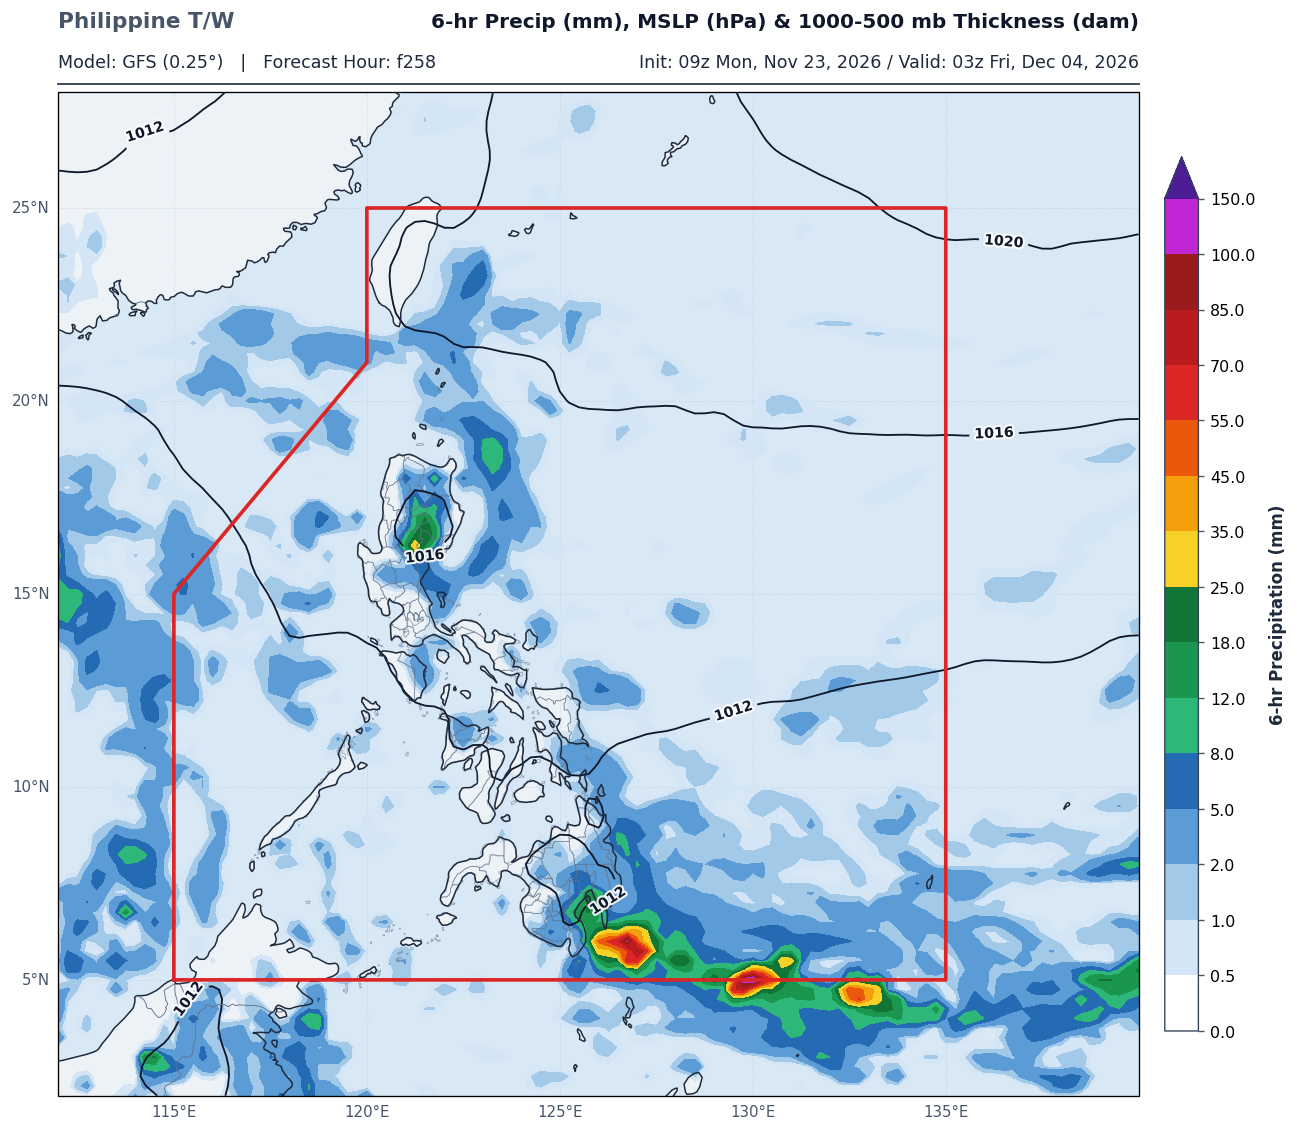 Philippine T/W
6-hr Precip (mm), MSLP (hPa) & 1000-500 mb Thickness (dam)
Model: GFS (0.25°) | Forecast Hour: f258
Init: 09z Mon, Nov 23, 2026 / Valid: 03z Fri, Dec 04, 2026
1012
1020
1016
1016
1012
1012
1012
25°N
20°N
15°N
10°N
5°N
115°E
120°E
125°E
130°E
135°E
150.0
100.0
85.0
70.0
55.0
45.0
35.0
25.0
18.0
12.0
8.0
5.0
2.0
1.0
0.5
0.0
6-hr Precipitation (mm)